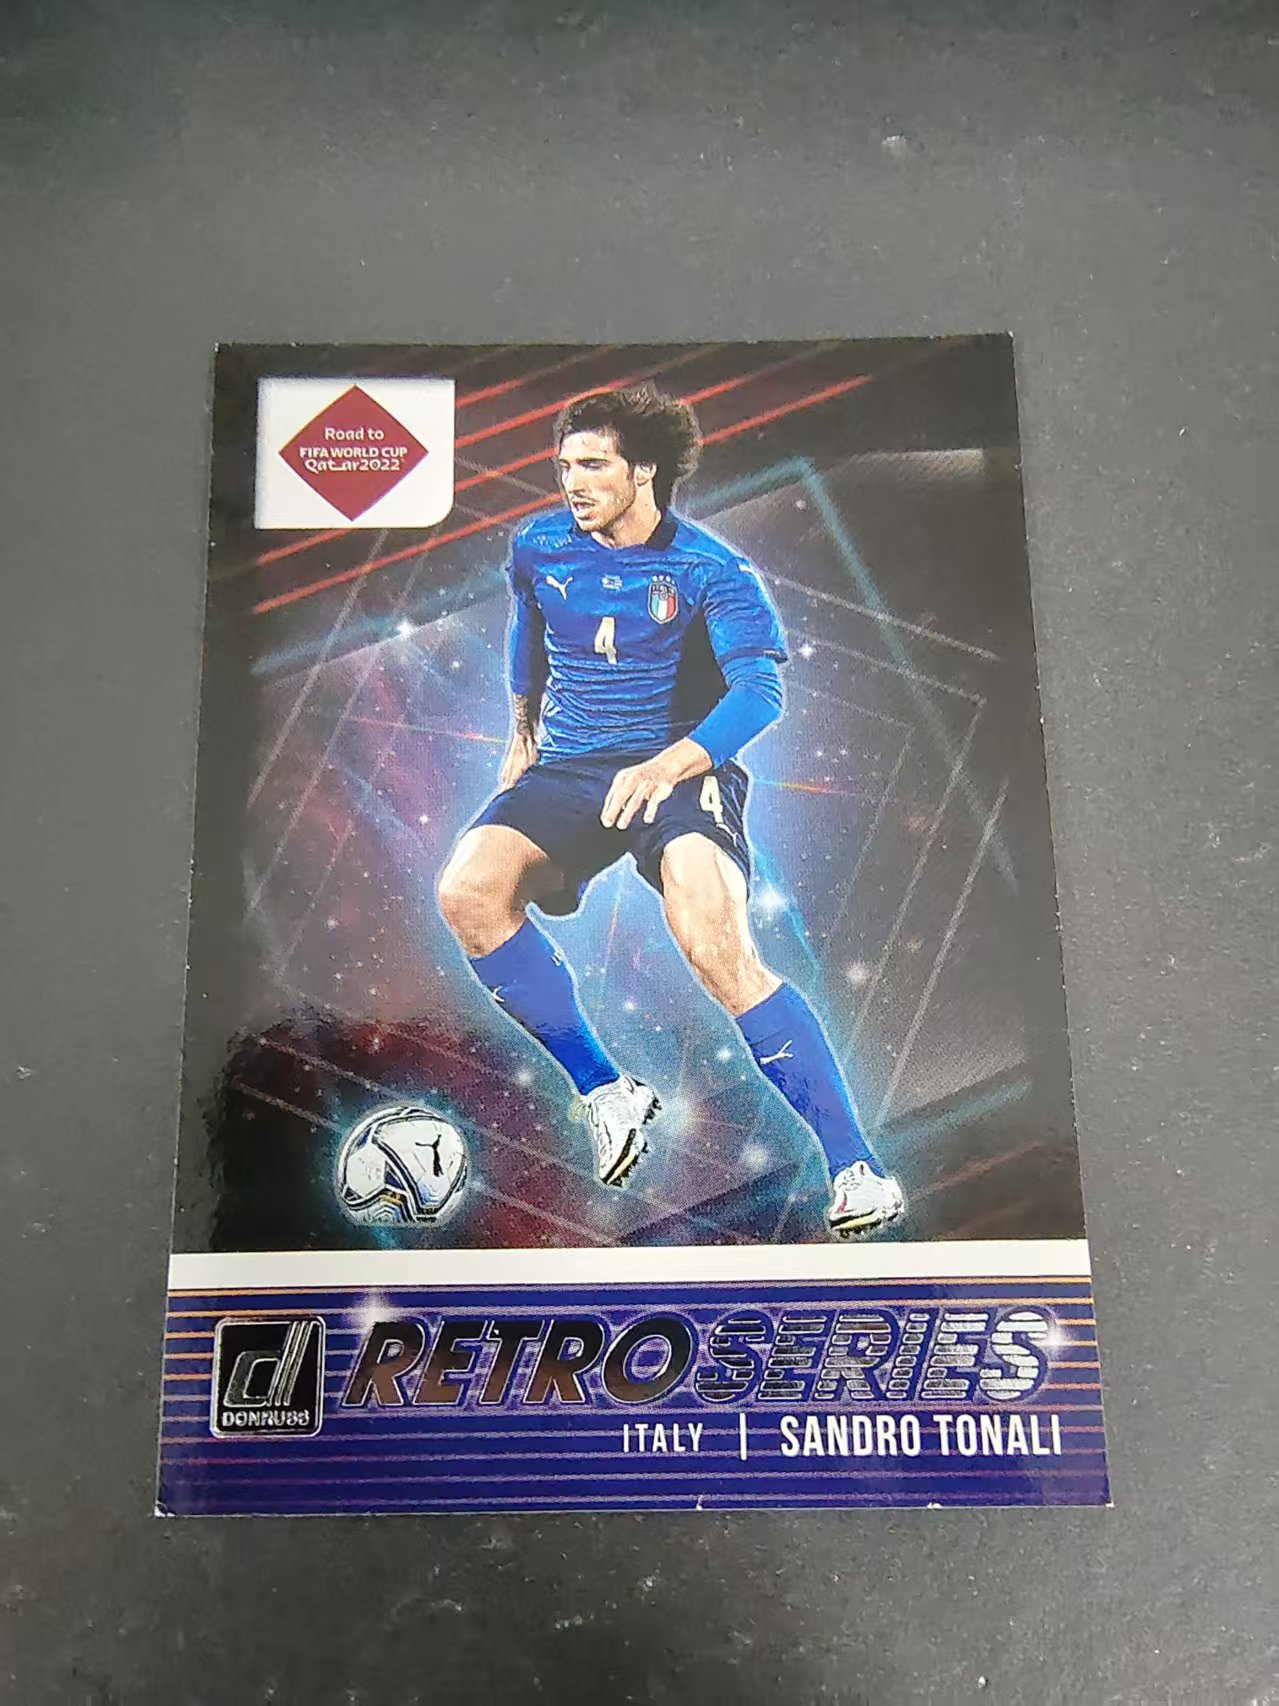 Road to
FIFA WORLD CUP
Qatar2022
4
4
DONRUSS
RETRO SERIES
ITALY | SANDRO TONALI